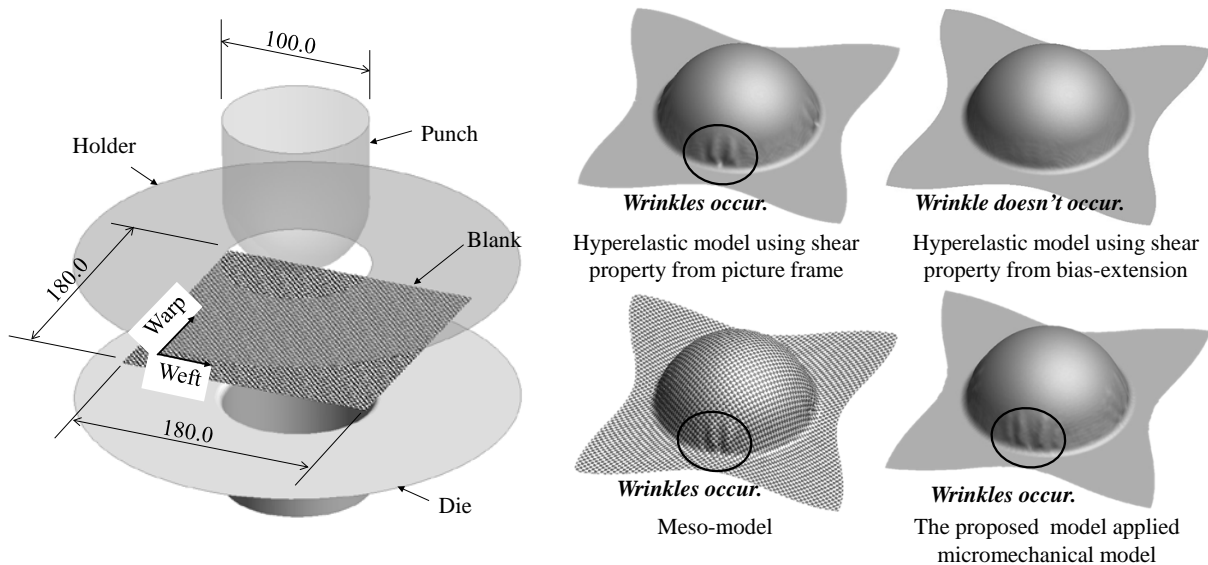 100.0
Punch
Holder
Blank
180.0
Warp
Weft
180.0
Die
Wrinkles occur.
Hyperelastic model using shear
property from picture frame
Wrinkle doesn't occur.
Hyperelastic model using shear
property from bias-extension
Wrinkles occur.
Meso-model
Wrinkles occur.
The proposed model applied
micromechanical model